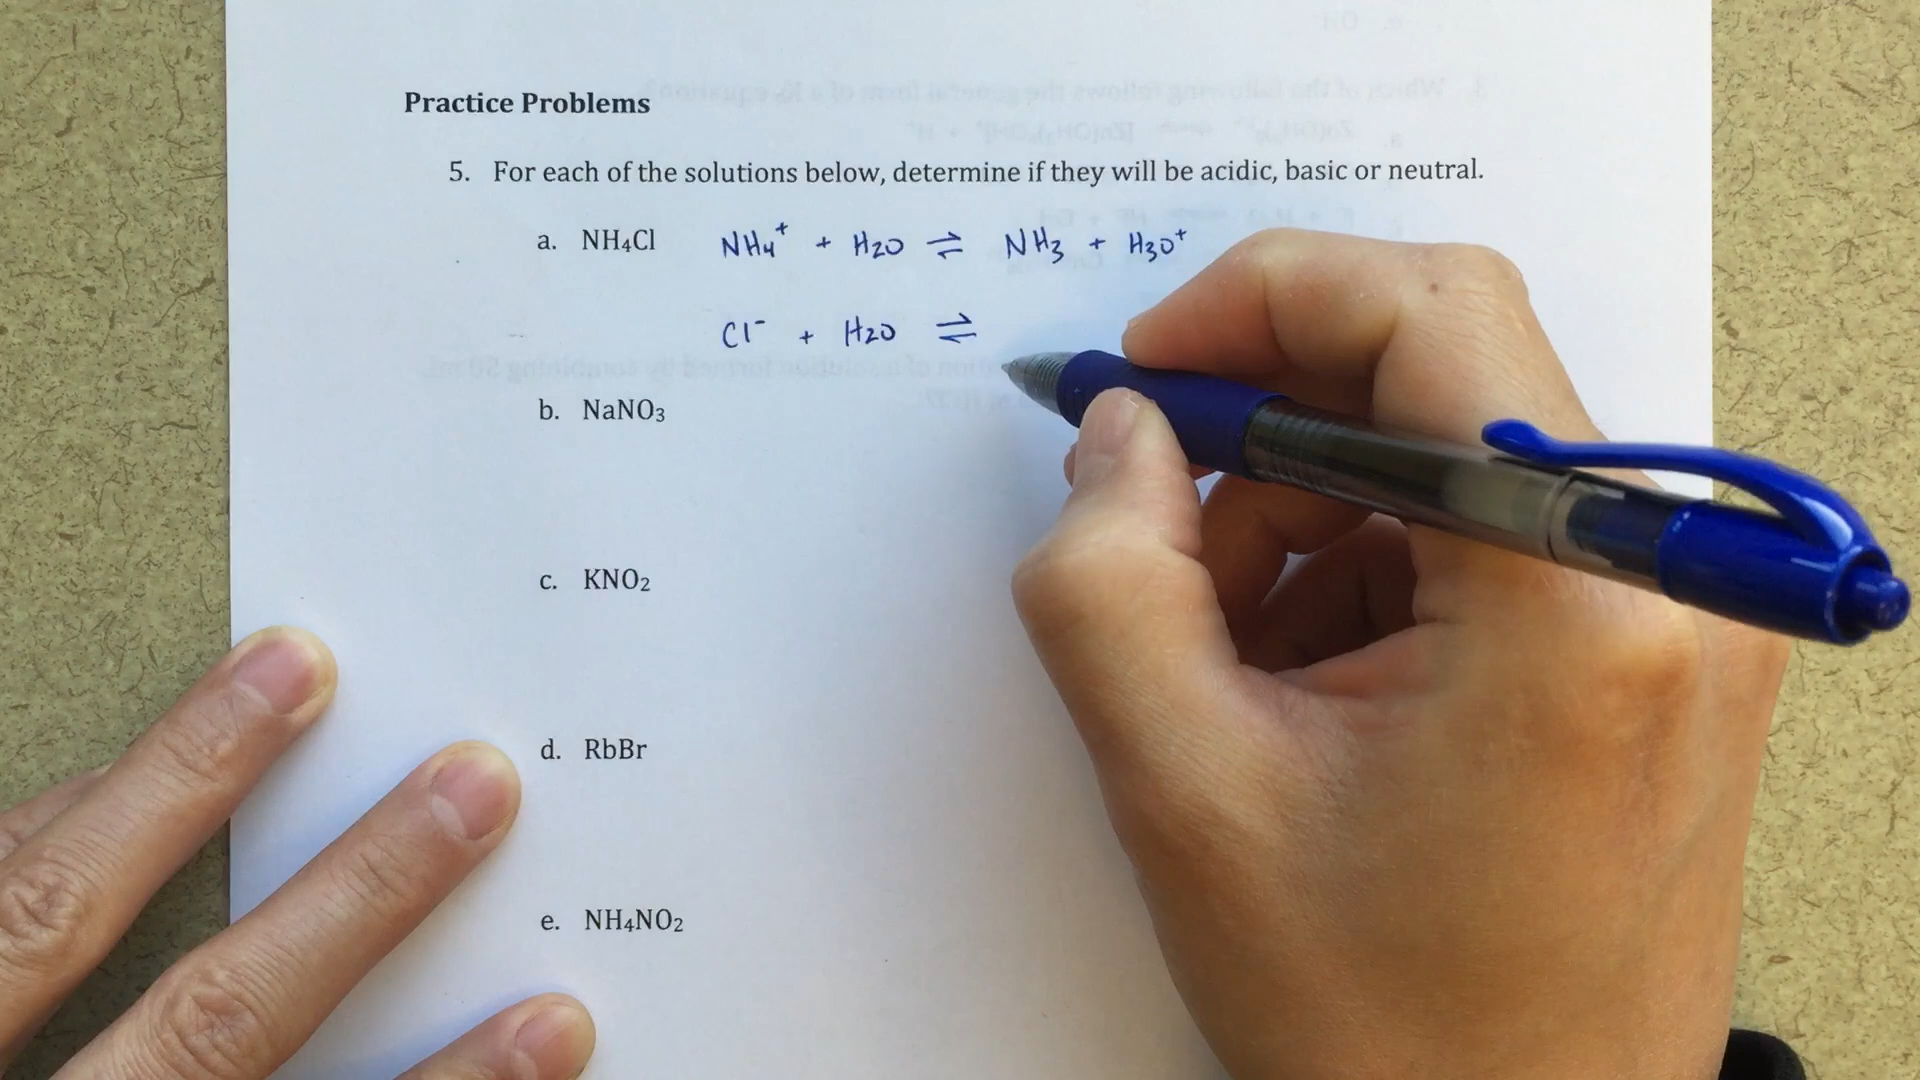 Practice Problems
5. For each of the solutions below, determine if they will be acidic, basic or neutral.
a. NH4Cl NH4+ + H2O ⇌ NH3 + H3O+
Cl- + H2O ⇌
b. NaNO3
c. KNO2
d. RbBr
e. NH4NO2